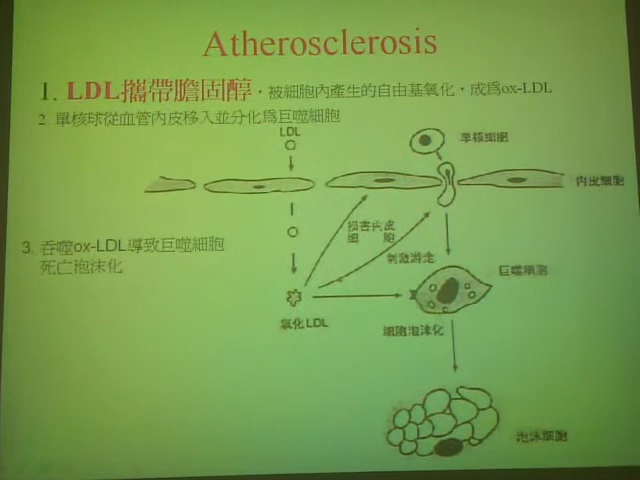 Atherosclerosis
1. LDL攜帶膽固醇，被細胞內產生的自由基氧化，成為ox-LDL
2. 單核球從血管內皮移入並分化為巨噬細胞
LDL
單核細胞
內皮細胞
損害內皮
細胞
3. 吞噬ox-LDL導致巨噬細胞
死亡泡沫化
刺激游走
巨噬細胞
氧化LDL
細胞泡沫化
泡沫細胞